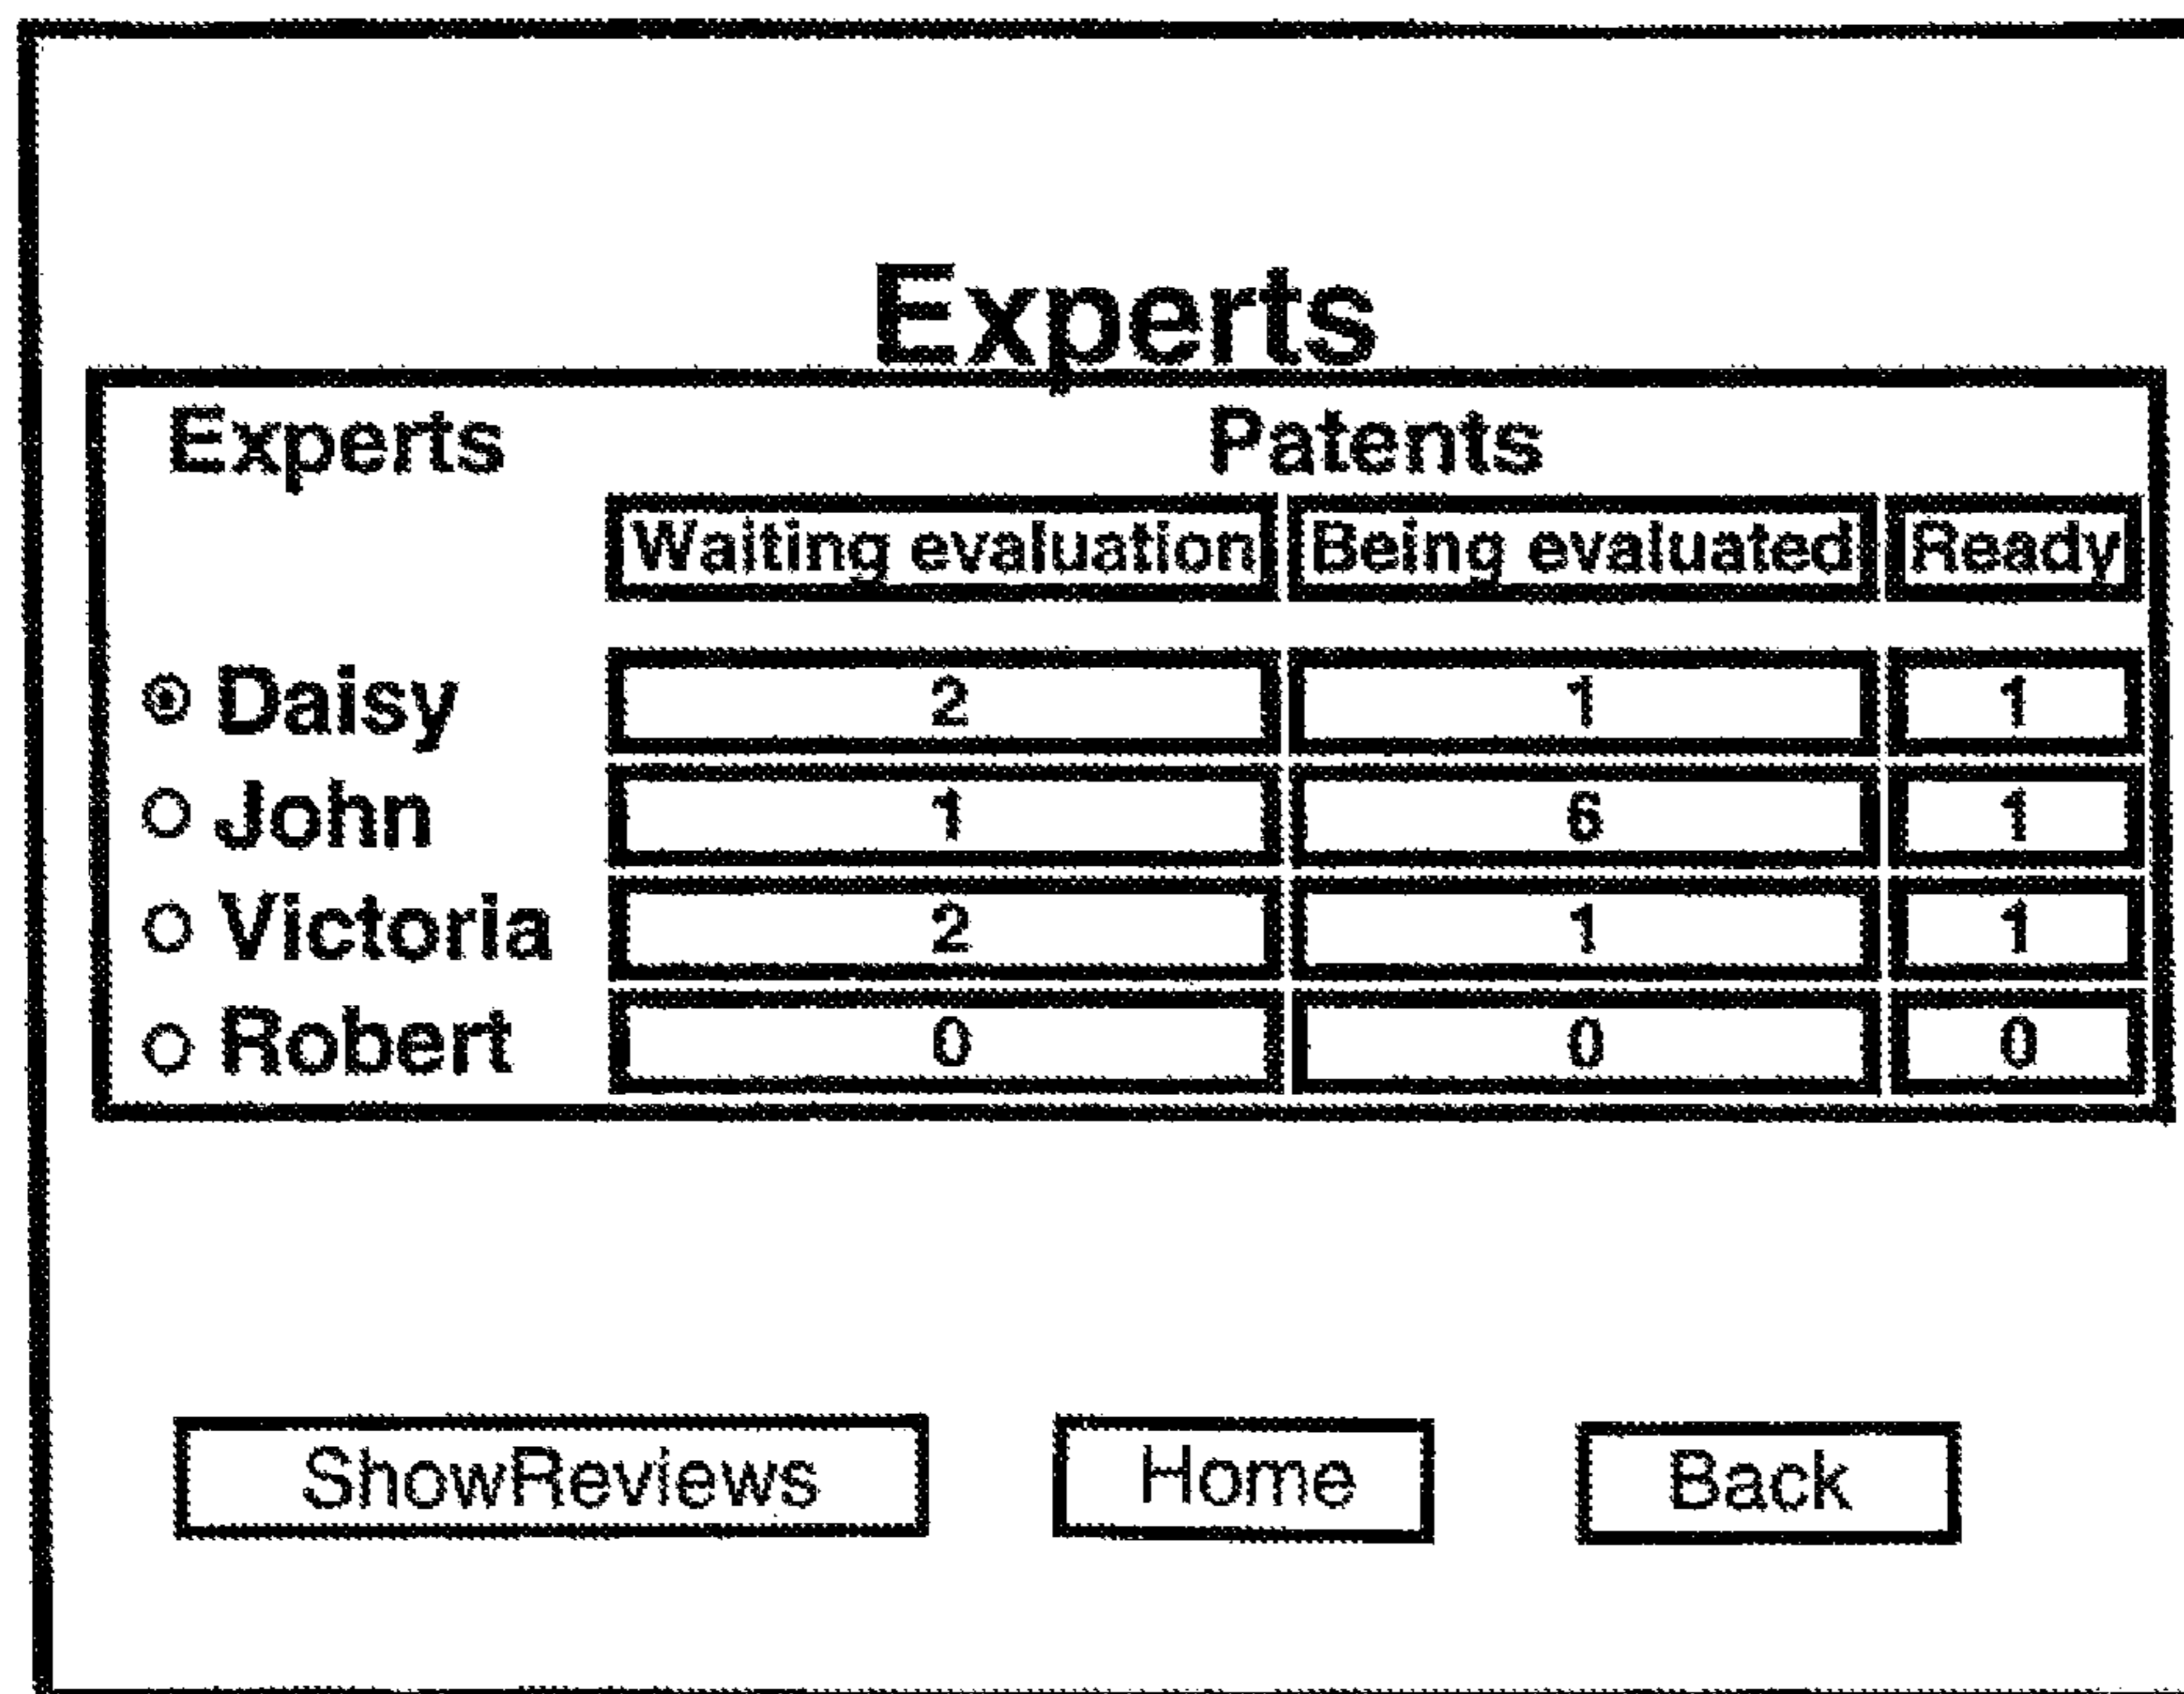 Experts
Experts Patents
Waiting evaluation Being evaluated Ready
Daisy 2 1 1
John 1 6 1
Victoria 2 1 1
Robert 0 0 0
ShowReviews Home Back